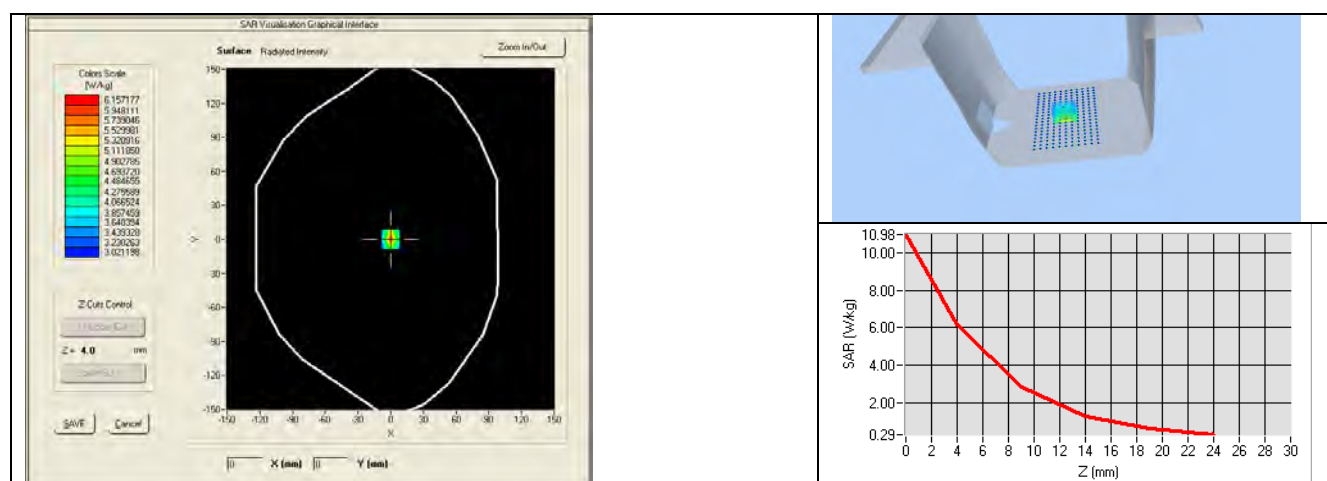 SAR Visualisation Graphical Interface
Surface Radiated Intensity
Zoom In/Out
Colors Scale
[W/kg]
6.157177
5.948111
5.739046
5.529981
5.320916
5.111850
4.902785
4.693720
4.484655
4.275589
4.066524
3.857459
3.648394
3.439328
3.230263
3.021198
150
120
90
60
30
0
-30
-60
-90
-120
-150
Y
-150 -120 -90 -60 -30 0 30 60 90 120 150
X
Z Cuts Control
Z = 4.0 mm
SAVE Cancel
0 X (mm) 0 Y (mm)
10.98
10.00
8.00
6.00
4.00
2.00
0.29
SAR (W/kg)
0 2 4 6 8 10 12 14 16 18 20 22 24 26 28 30
Z (mm)